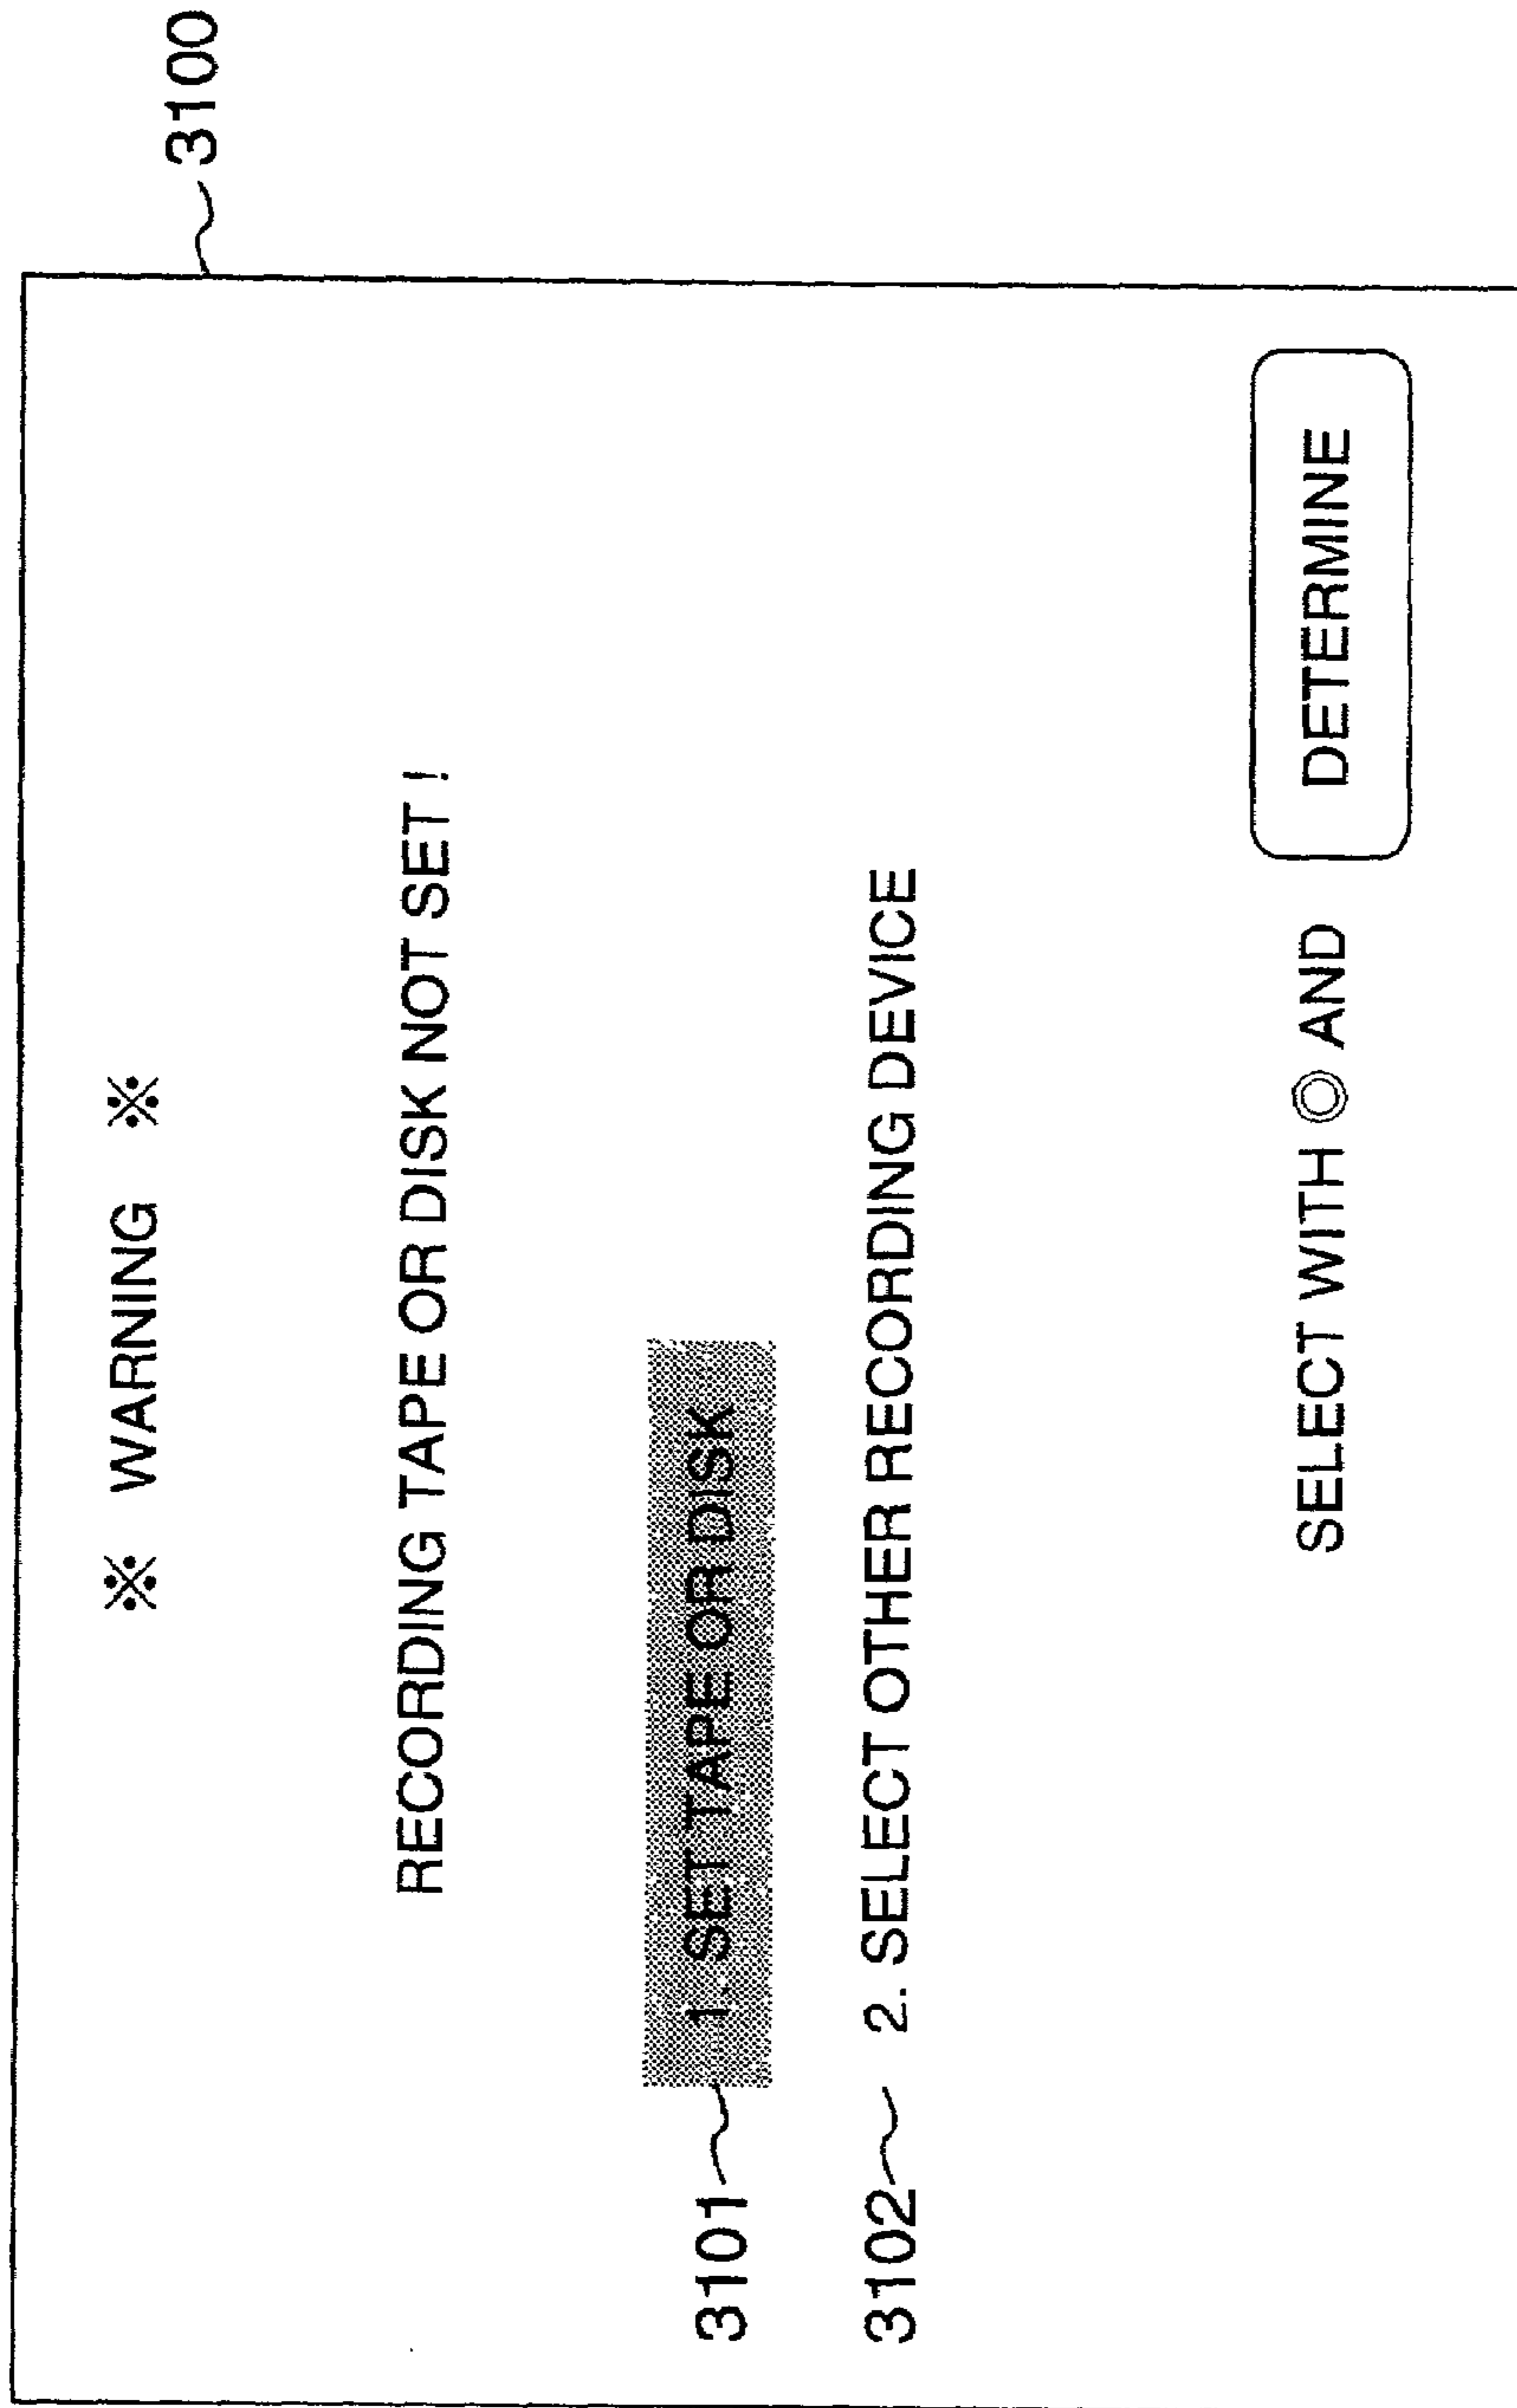 3100
※ WARNING ※
RECORDING TAPE OR DISK NOT SET !
3101 1. SET TAPE OR DISK
3102 2. SELECT OTHER RECORDING DEVICE
SELECT WITH ◎ AND DETERMINE